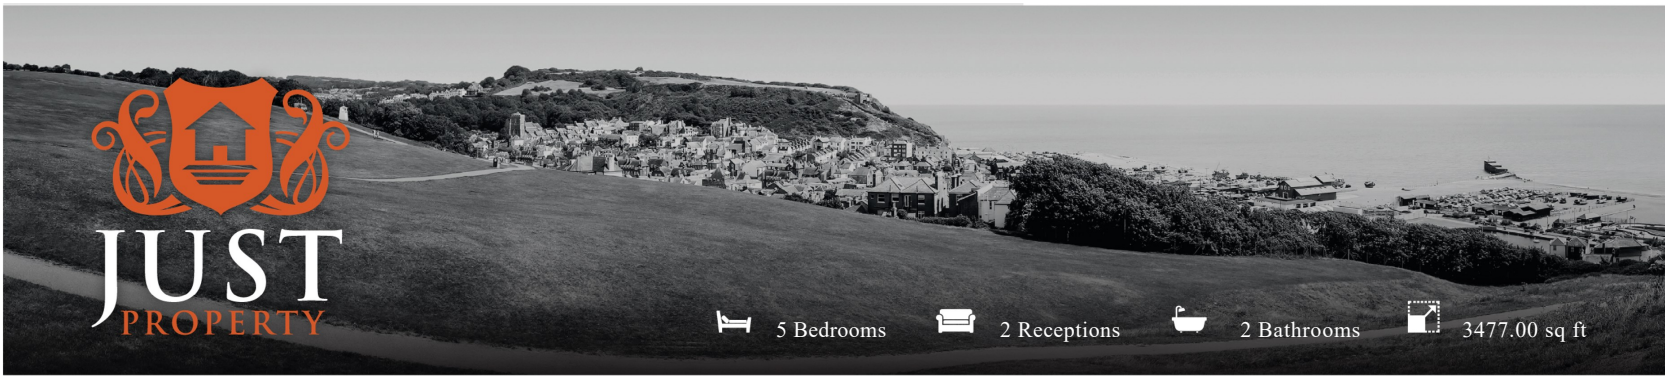 JUST
PROPERTY
5 Bedrooms
2 Receptions
2 Bathrooms
3477.00 sq ft